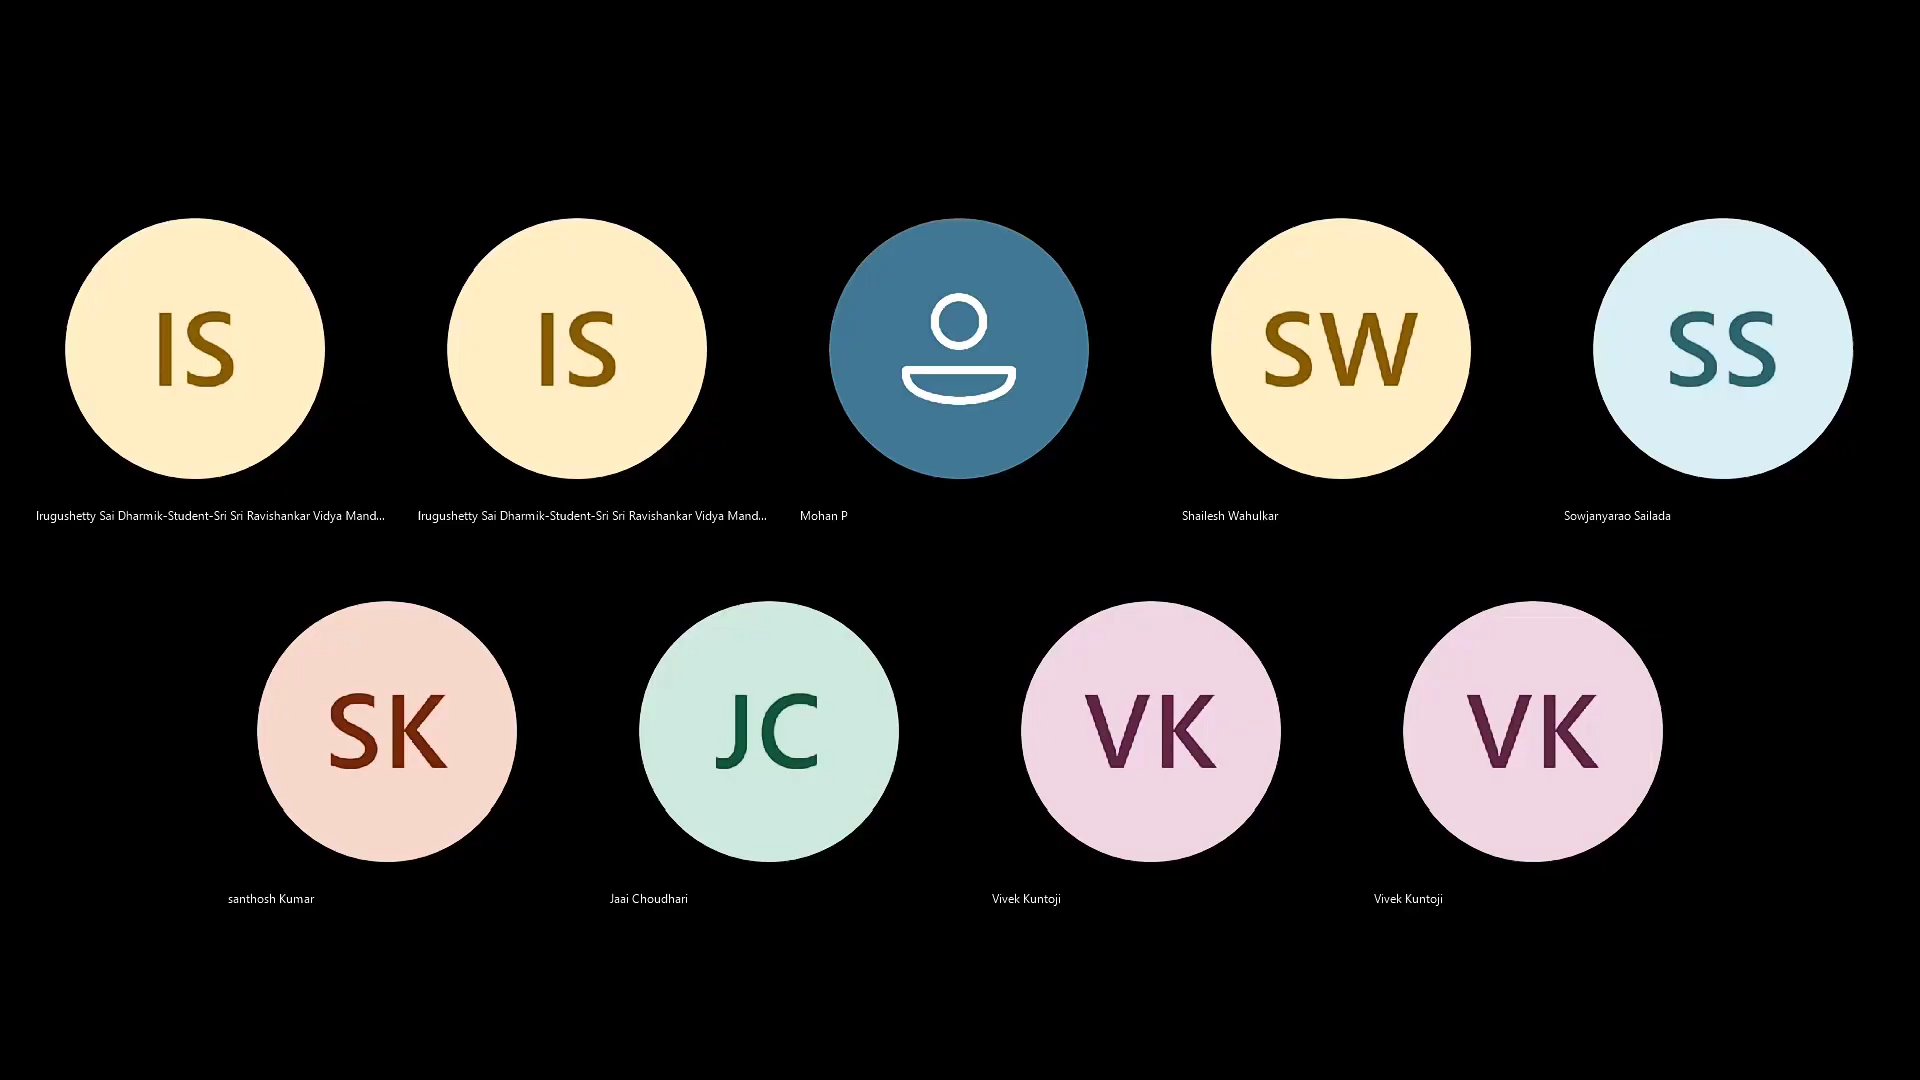 IS
IS
SW
SS
Irugushetty Sai Dharmik-Student-Sri Sri Ravishankar Vidya Mand...
Irugushetty Sai Dharmik-Student-Sri Sri Ravishankar Vidya Mand...
Mohan P
Shailesh Wahulkar
Sowjanyarao Sailada
SK
JC
VK
VK
santhosh Kumar
Jaai Choudhari
Vivek Kuntoji
Vivek Kuntoji